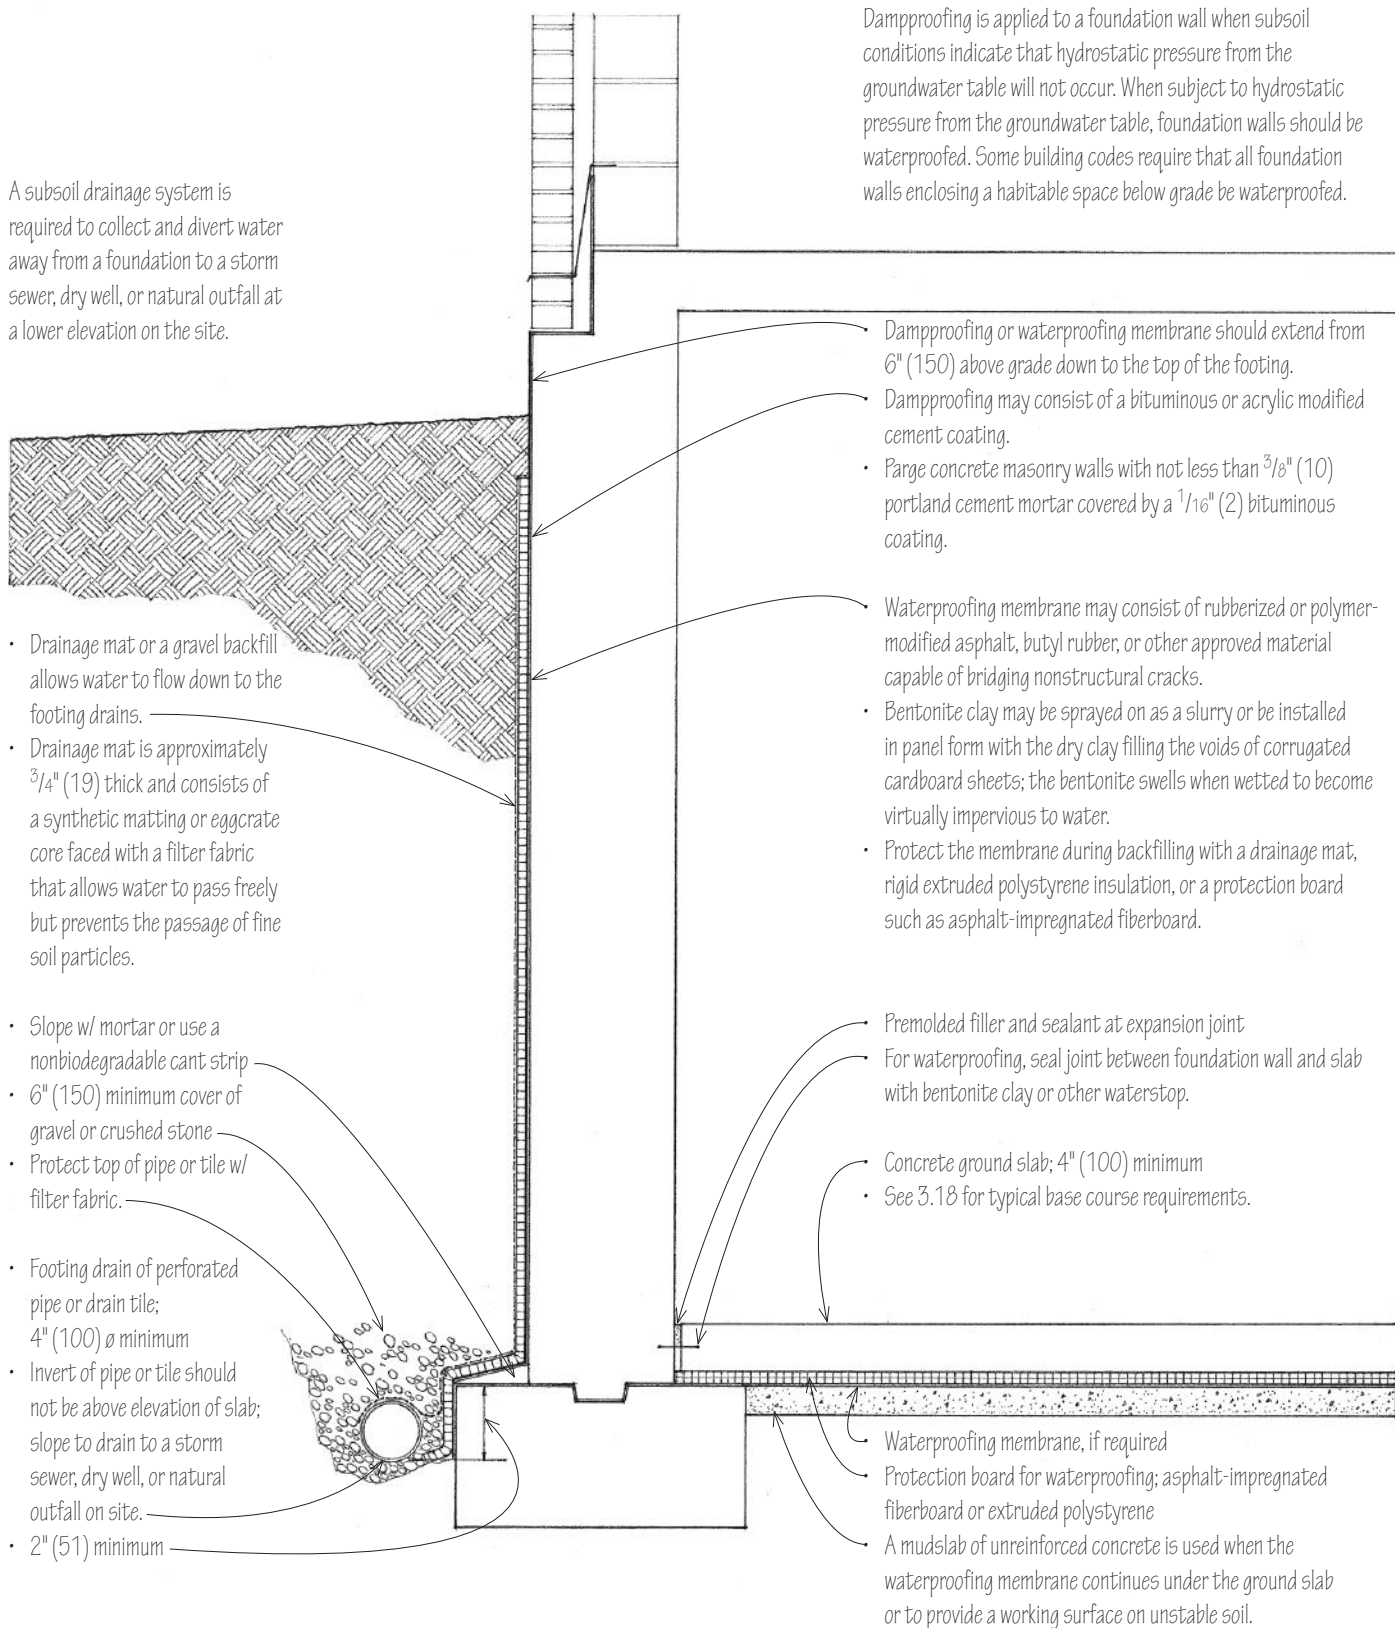 Dampproofing is applied to a foundation wall when subsoil
conditions indicate that hydrostatic pressure from the
groundwater table will not occur. When subject to hydrostatic
pressure from the groundwater table, foundation walls should be
waterproofed. Some building codes require that all foundation
walls enclosing a habitable space below grade be waterproofed.
A subsoil drainage system is
required to collect and divert water
away from a foundation to a storm
sewer, dry well, or natural outfall at
a lower elevation on the site.
• Dampproofing or waterproofing membrane should extend from
6" (150) above grade down to the top of the footing.
• Dampproofing may consist of a bituminous or acrylic modified
cement coating.
• Parge concrete masonry walls with not less than 3/8" (10)
portland cement mortar covered by a 1/16" (2) bituminous
coating.
• Waterproofing membrane may consist of rubberized or polymer-
modified asphalt, butyl rubber, or other approved material
capable of bridging nonstructural cracks.
• Bentonite clay may be sprayed on as a slurry or be installed
in panel form with the dry clay filling the voids of corrugated
cardboard sheets; the bentonite swells when wetted to become
virtually impervious to water.
• Protect the membrane during backfilling with a drainage mat,
rigid extruded polystyrene insulation, or a protection board
such as asphalt-impregnated fiberboard.
• Drainage mat or a gravel backfill
allows water to flow down to the
footing drains.
• Drainage mat is approximately
3/4" (19) thick and consists of
a synthetic matting or eggcrate
core faced with a filter fabric
that allows water to pass freely
but prevents the passage of fine
soil particles.
• Slope w/ mortar or use a
nonbiodegradable cant strip
• 6" (150) minimum cover of
gravel or crushed stone
• Protect top of pipe or tile w/
filter fabric.
• Footing drain of perforated
pipe or drain tile;
4" (100) ø minimum
• Invert of pipe or tile should
not be above elevation of slab;
slope to drain to a storm
sewer, dry well, or natural
outfall on site.
• 2" (51) minimum
• Premolded filler and sealant at expansion joint
• For waterproofing, seal joint between foundation wall and slab
with bentonite clay or other waterstop.
• Concrete ground slab; 4" (100) minimum
• See 3.18 for typical base course requirements.
• Waterproofing membrane, if required
• Protection board for waterproofing; asphalt-impregnated
fiberboard or extruded polystyrene
• A mudslab of unreinforced concrete is used when the
waterproofing membrane continues under the ground slab
or to provide a working surface on unstable soil.